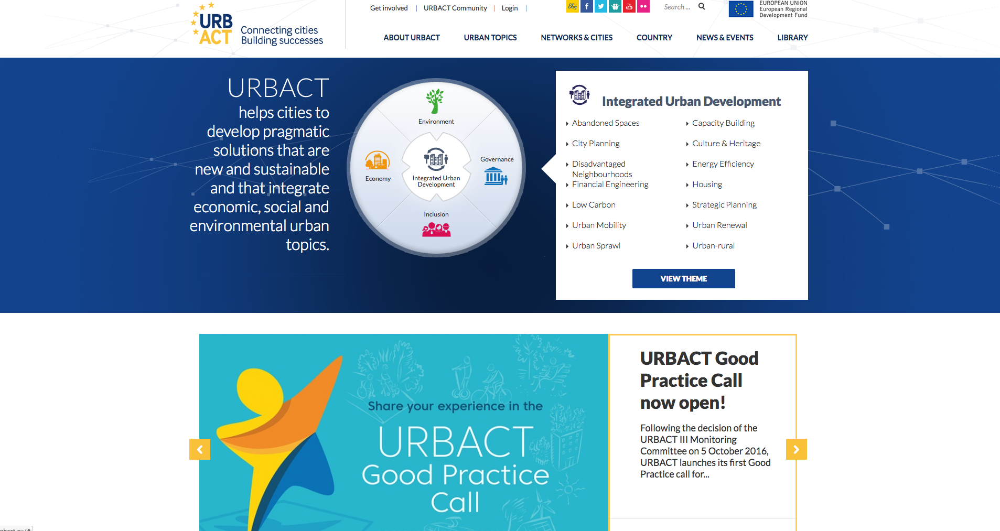 URB
ACT
Connecting cities
Building successes
Get involved | URBACT Community | Login |
Blog
You
Tube
Search ...
EUROPEAN UNION
European Regional
Development Fund
ABOUT URBACT URBAN TOPICS NETWORKS & CITIES COUNTRY NEWS & EVENTS LIBRARY
URBACT
helps cities to
develop pragmatic
solutions that are
new and sustainable
and that integrate
economic, social and
environmental urban
topics.
Environment
Governance
Economy
Integrated Urban
Development
Inclusion
Integrated Urban Development
Abandoned Spaces
Capacity Building
City Planning
Culture & Heritage
Disadvantaged
Neighbourhoods
Energy Efficiency
Financial Engineering
Housing
Low Carbon
Strategic Planning
Urban Mobility
Urban Renewal
Urban Sprawl
Urban-rural
VIEW THEME
Share your experience in the
URBACT
Good Practice
Call
URBACT Good
Practice Call
now open!
Following the decision of the
URBACT III Monitoring
Committee on 5 October 2016,
URBACT launches its first Good
Practice call for...